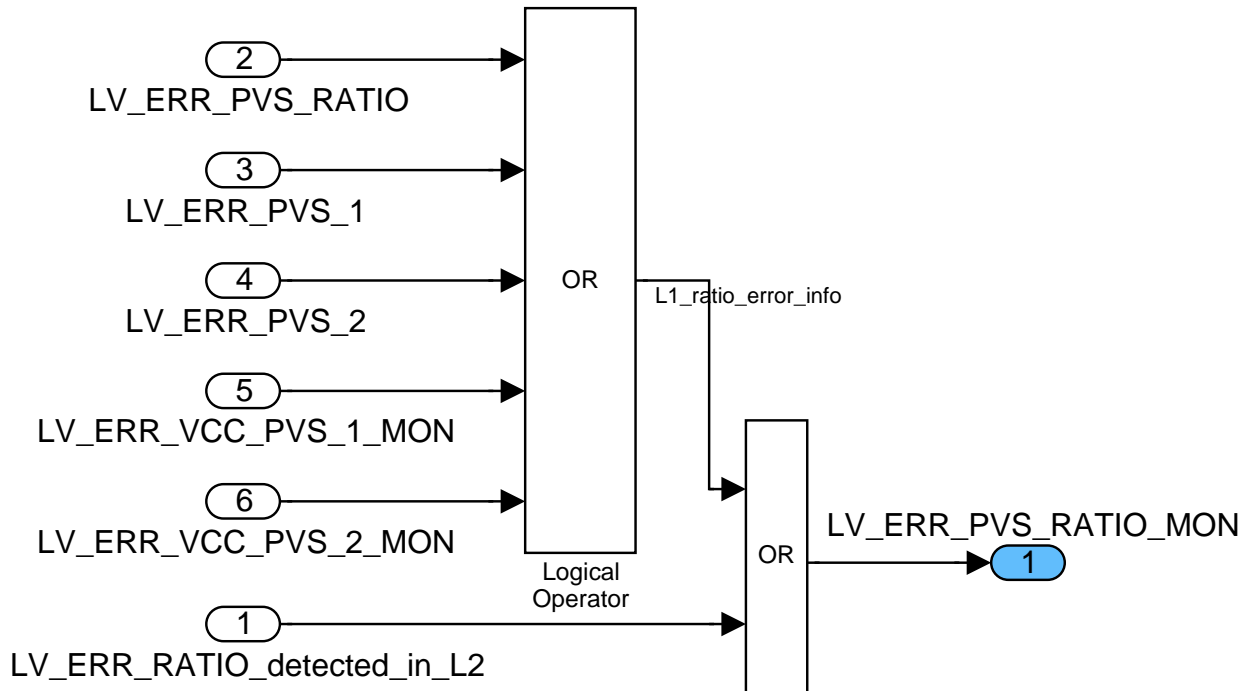 2
LV_ERR_PVS_RATIO
3
LV_ERR_PVS_1
4
LV_ERR_PVS_2
5
LV_ERR_VCC_PVS_1_MON
6
LV_ERR_VCC_PVS_2_MON
OR
Logical
Operator
L1_ratio_error_info
1
LV_ERR_RATIO_detected_in_L2
OR
LV_ERR_PVS_RATIO_MON
1